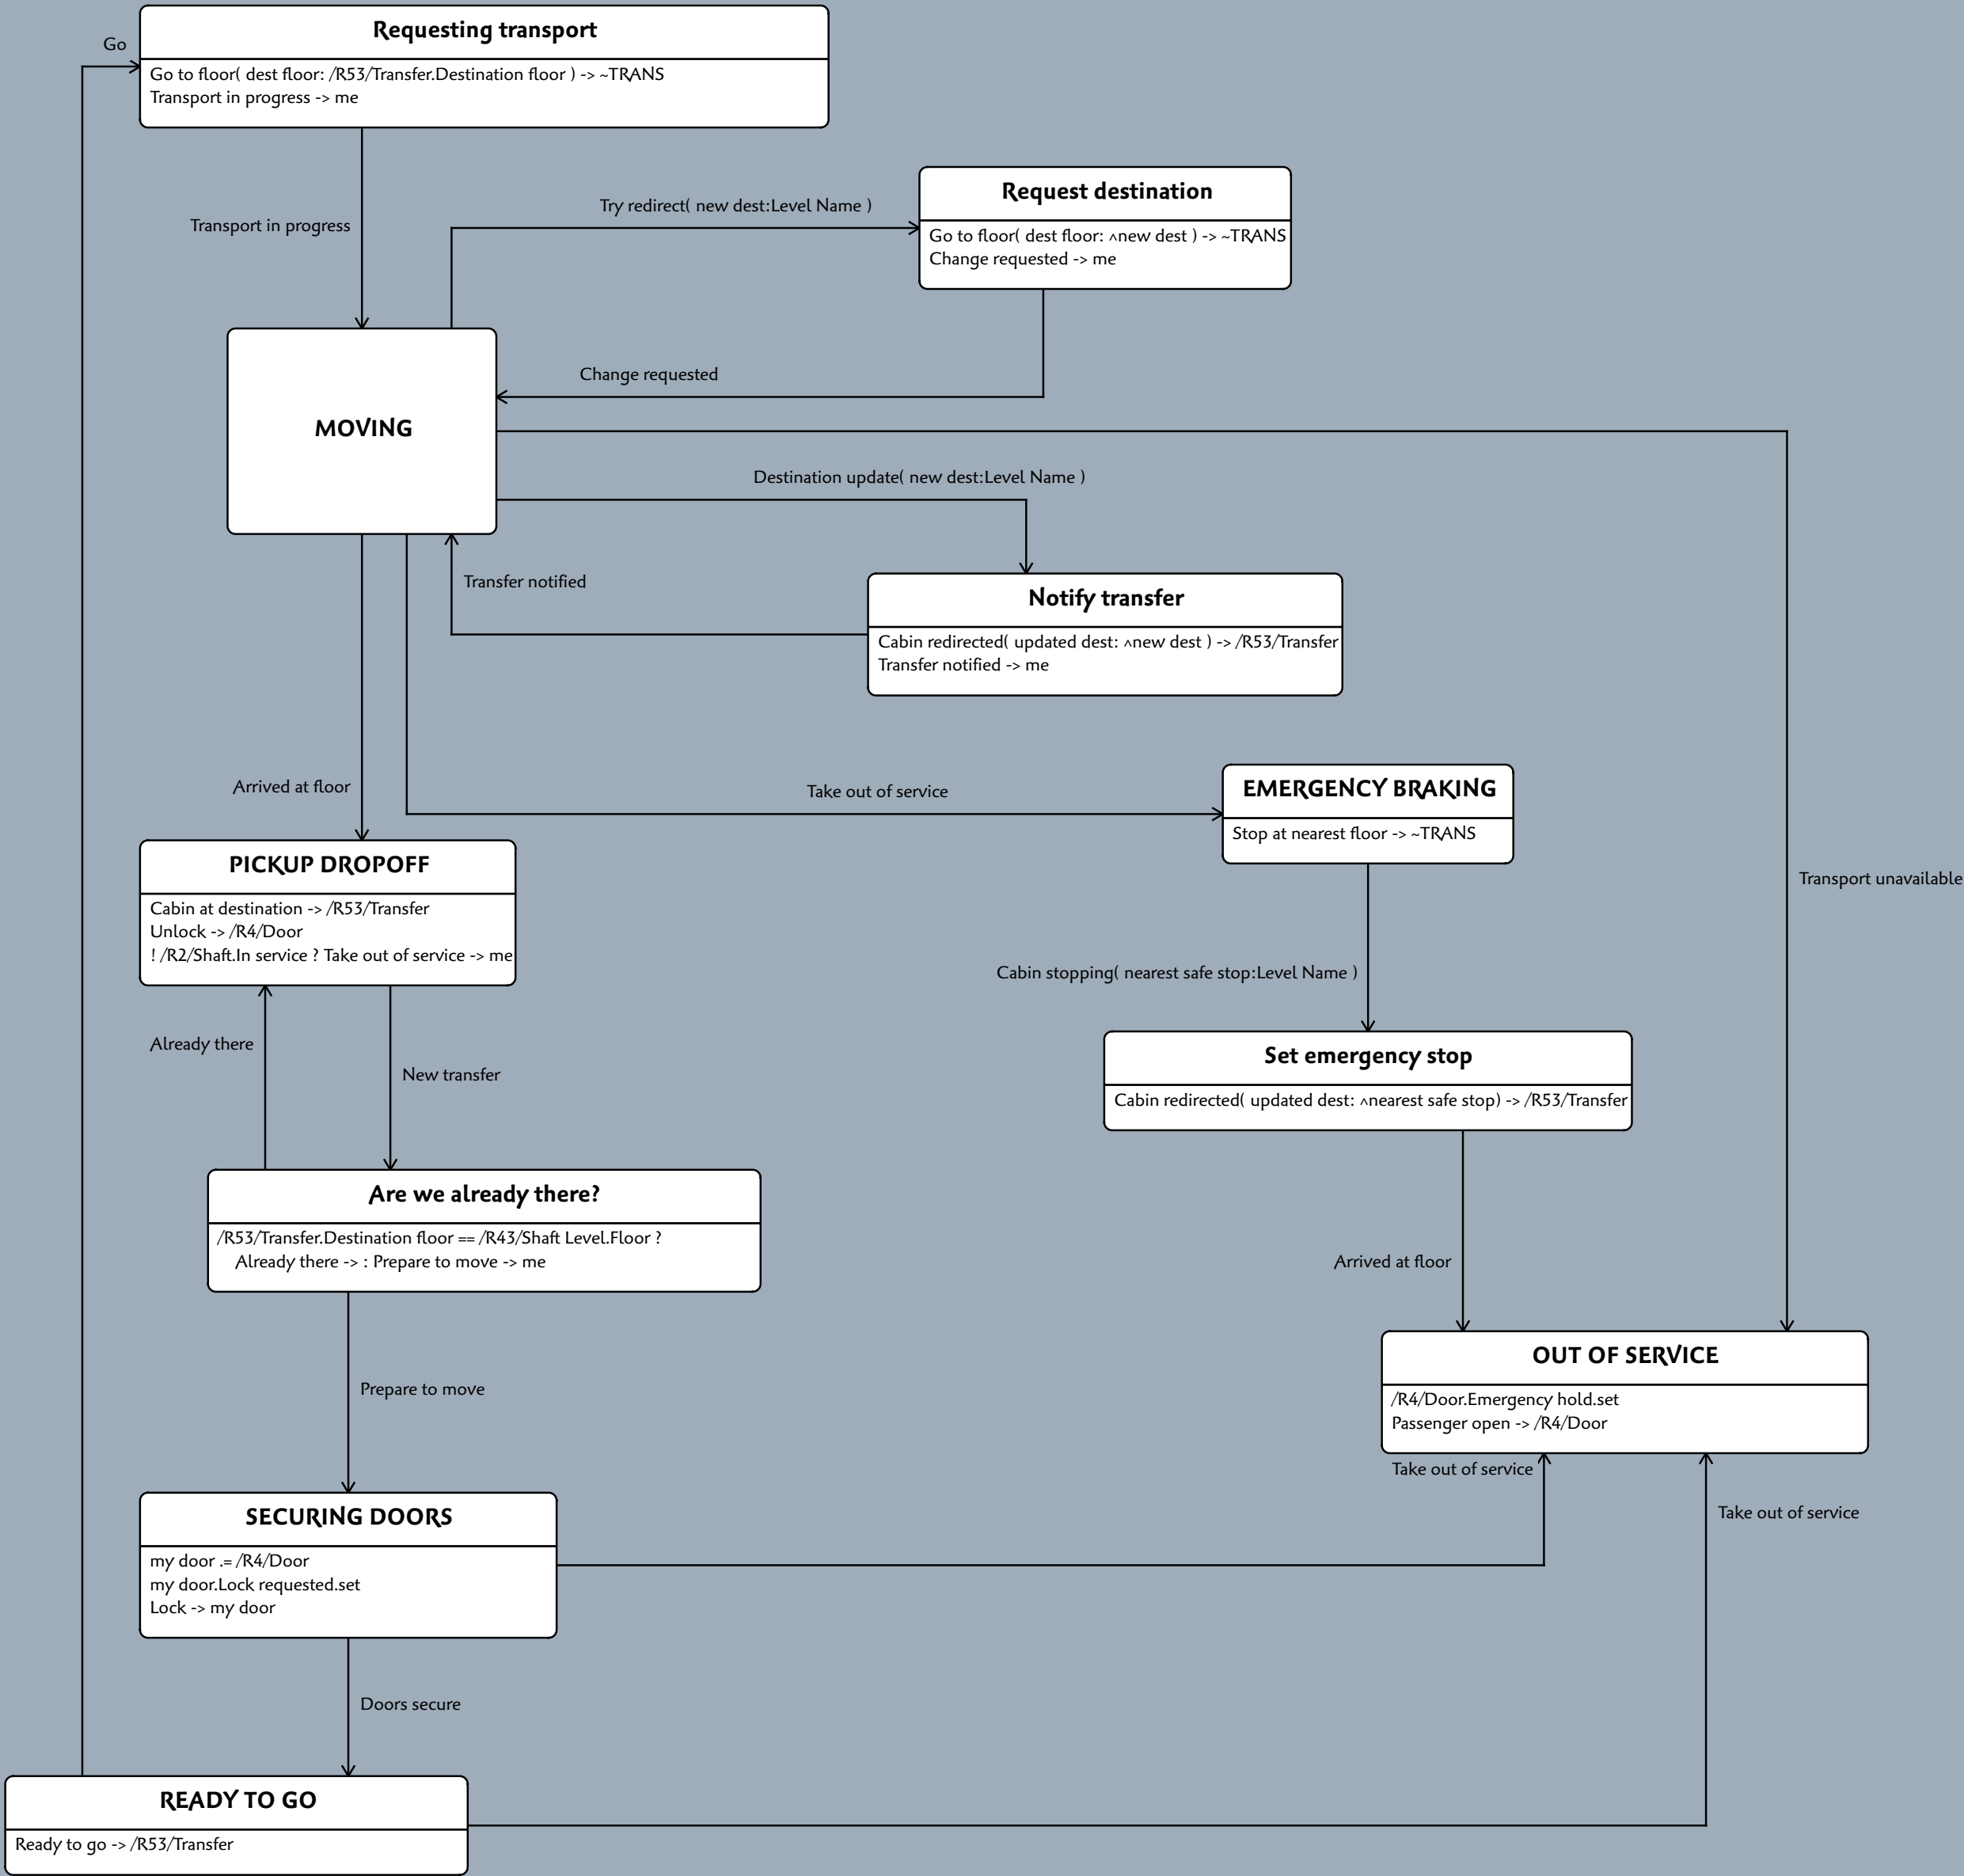 Requesting transport
Go
Go to floor( dest floor: /R53/Transfer.Destination floor ) -> ~TRANS
Transport in progress -> me
Request destination
Try redirect( new dest:Level Name )
Transport in progress
Go to floor( dest floor: ^new dest ) -> ~TRANS
Change requested -> me
Change requested
MOVING
Destination update( new dest:Level Name )
Transfer notified
Notify transfer
Cabin redirected( updated dest: ^new dest ) -> /R53/Transfer
Transfer notified -> me
Arrived at floor
Take out of service
EMERGENCY BRAKING
Stop at nearest floor -> ~TRANS
PICKUP DROPOFF
Transport unavailable
Cabin at destination -> /R53/Transfer
Unlock -> /R4/Door
! /R2/Shaft.In service ? Take out of service -> me
Cabin stopping( nearest safe stop:Level Name )
Already there
Set emergency stop
New transfer
Cabin redirected( updated dest: ^nearest safe stop) -> /R53/Transfer
Are we already there?
/R53/Transfer.Destination floor == /R43/Shaft Level.Floor ?
Already there -> : Prepare to move -> me
Arrived at floor
OUT OF SERVICE
Prepare to move
/R4/Door.Emergency hold.set
Passenger open -> /R4/Door
Take out of service
SECURING DOORS
Take out of service
my door .= /R4/Door
my door.Lock requested.set
Lock -> my door
Doors secure
READY TO GO
Ready to go -> /R53/Transfer